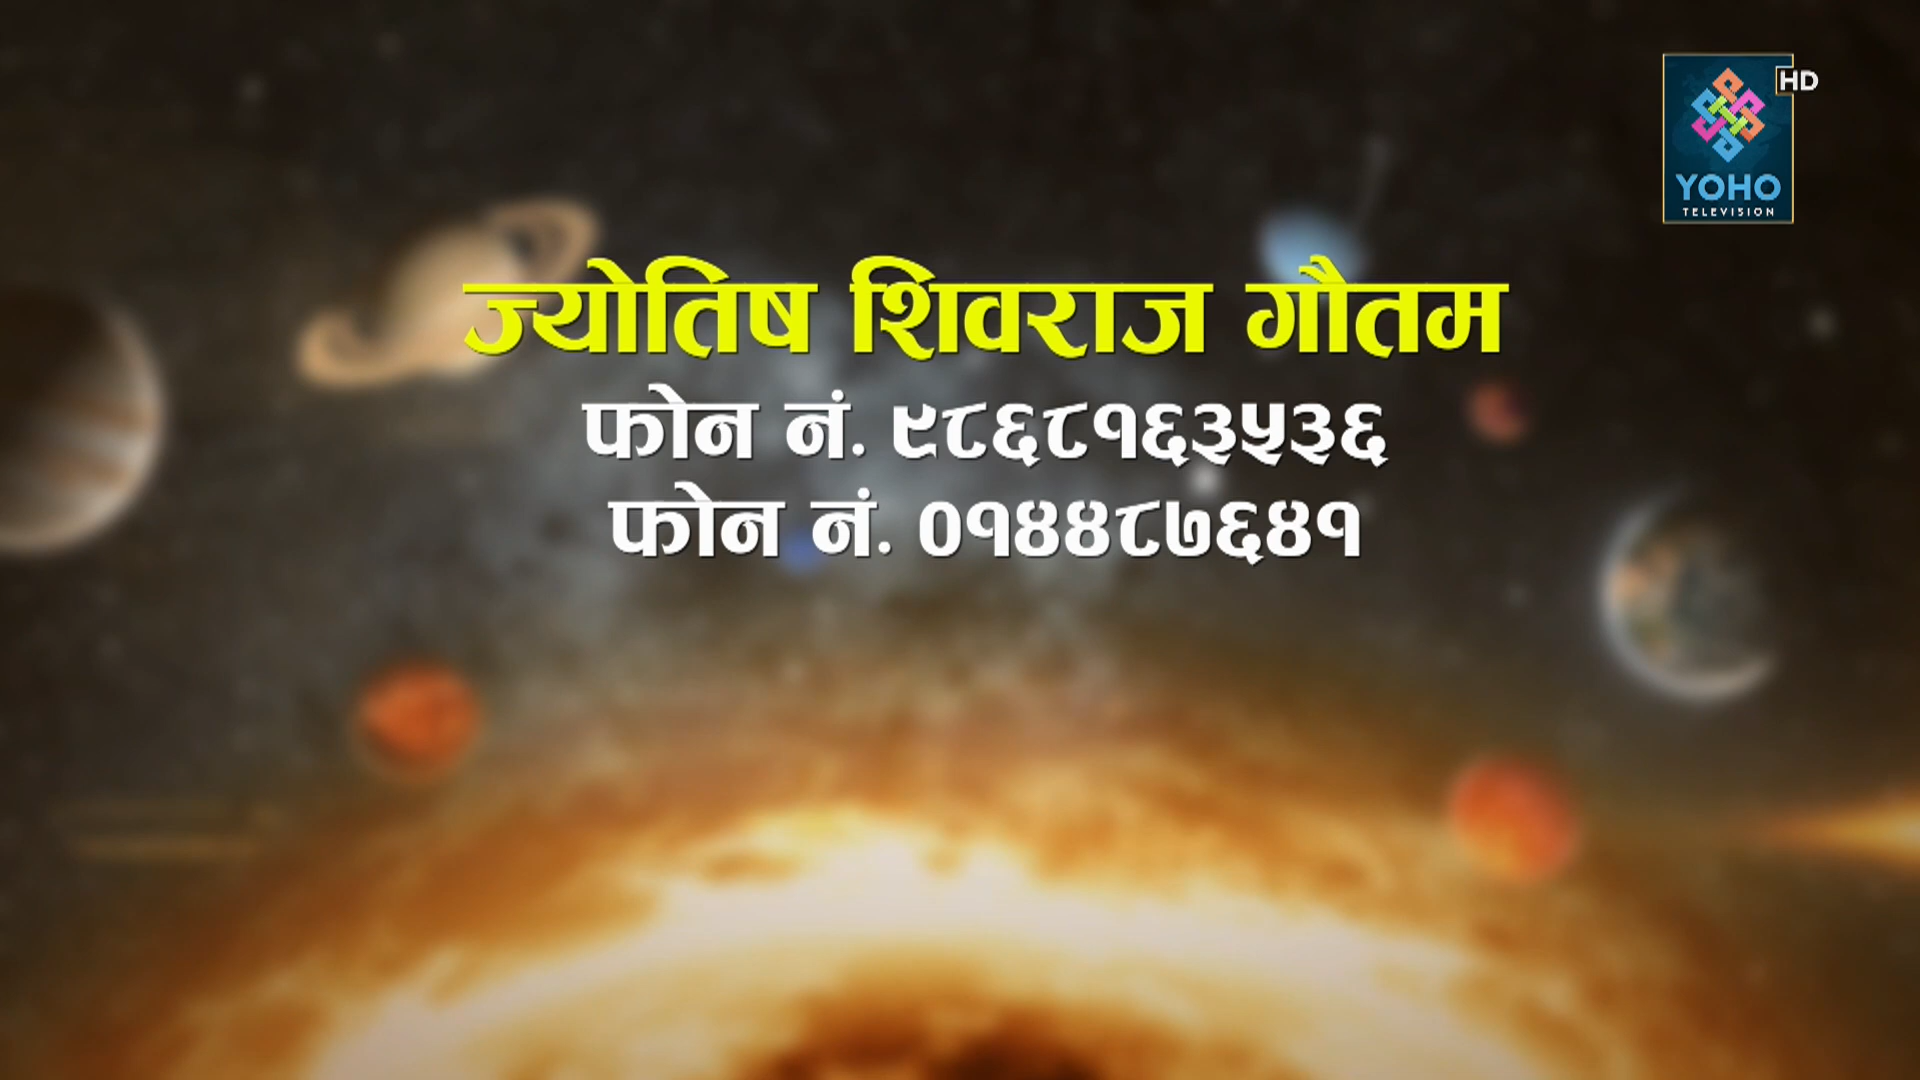 HD
YOHO
TELEVISION
ज्योतिष शिवराज गौतम
फोन नं. ९८६८१६३५३६
फोन नं. ०१४४८७६४१